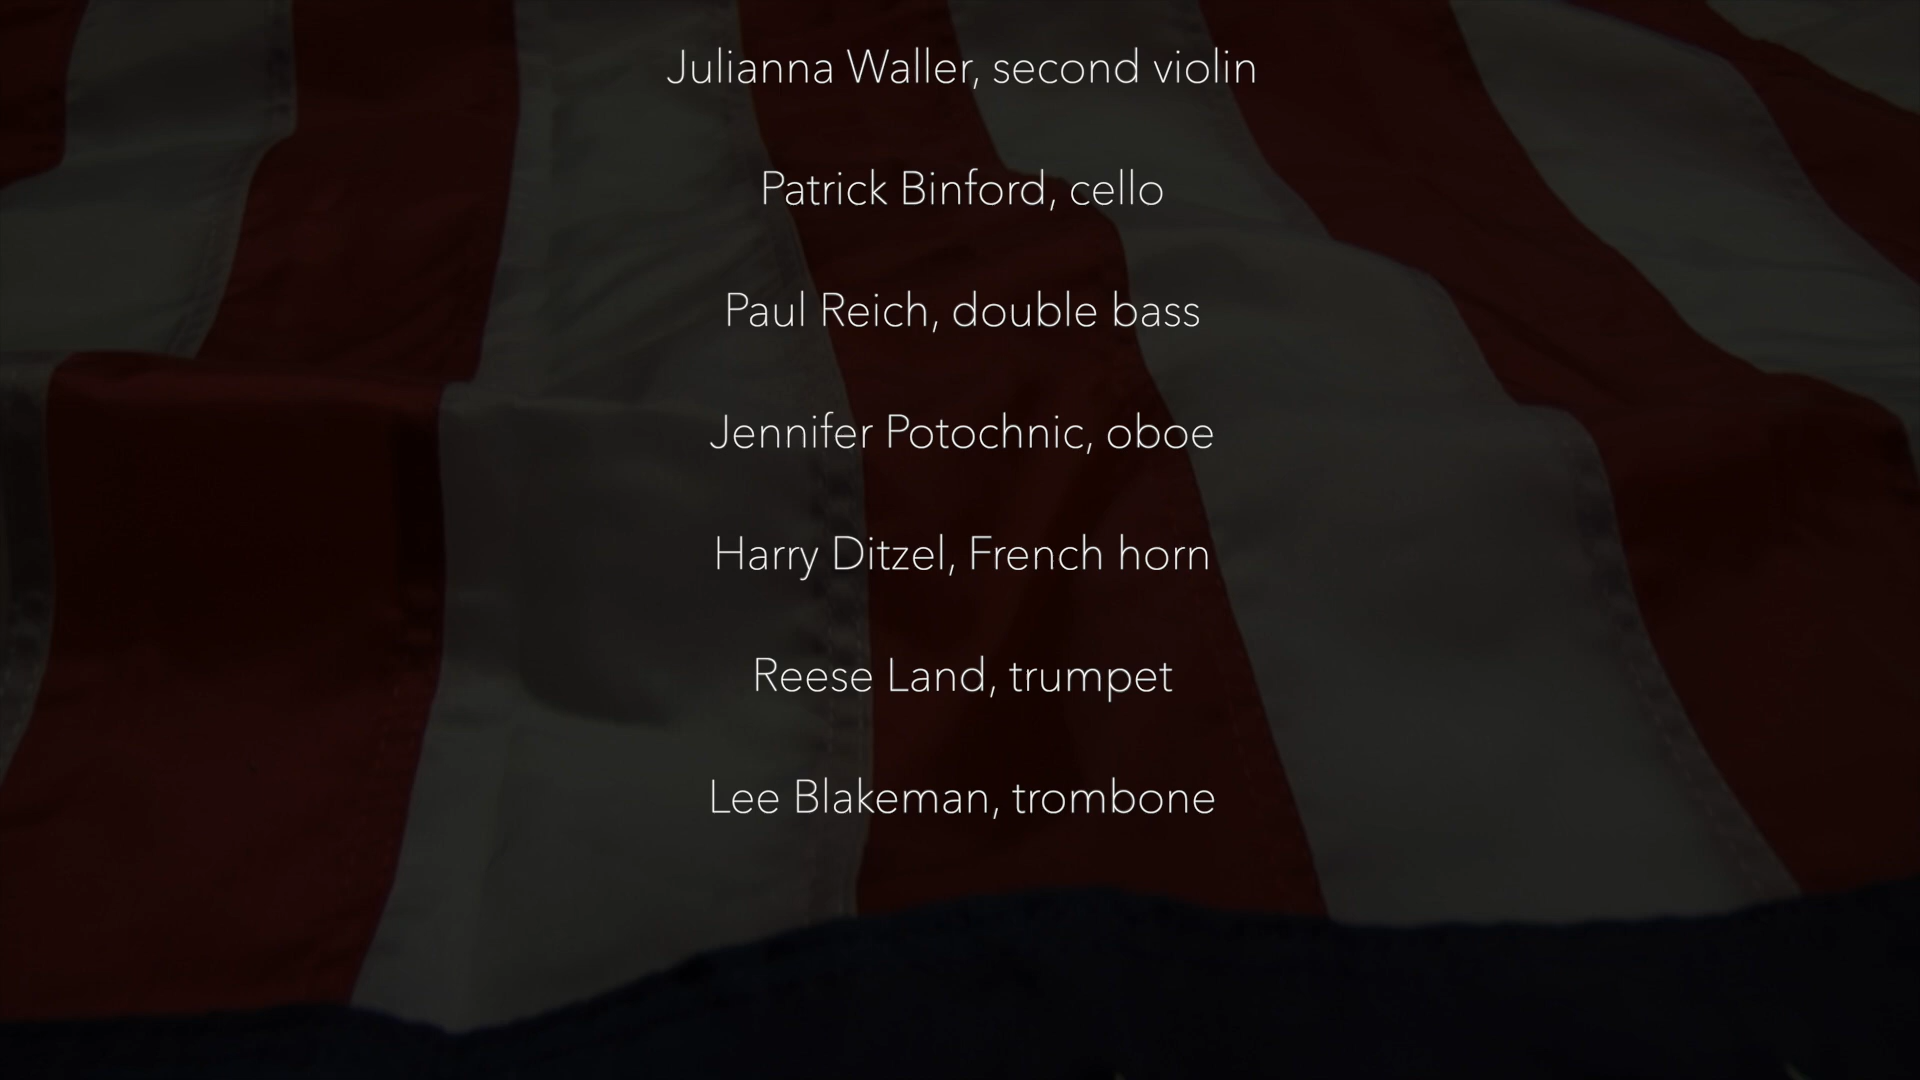 Julianna Waller, second violin
Patrick Binford, cello
Paul Reich, double bass
Jennifer Potochnic, oboe
Harry Ditzel, French horn
Reese Land, trumpet
Lee Blakeman, trombone